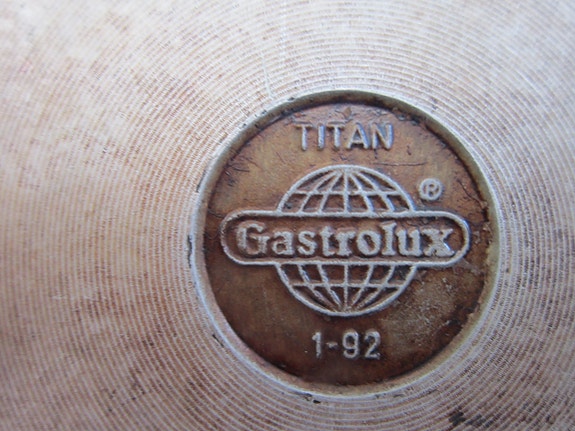 TITAN
®
Gastrolux
1-92